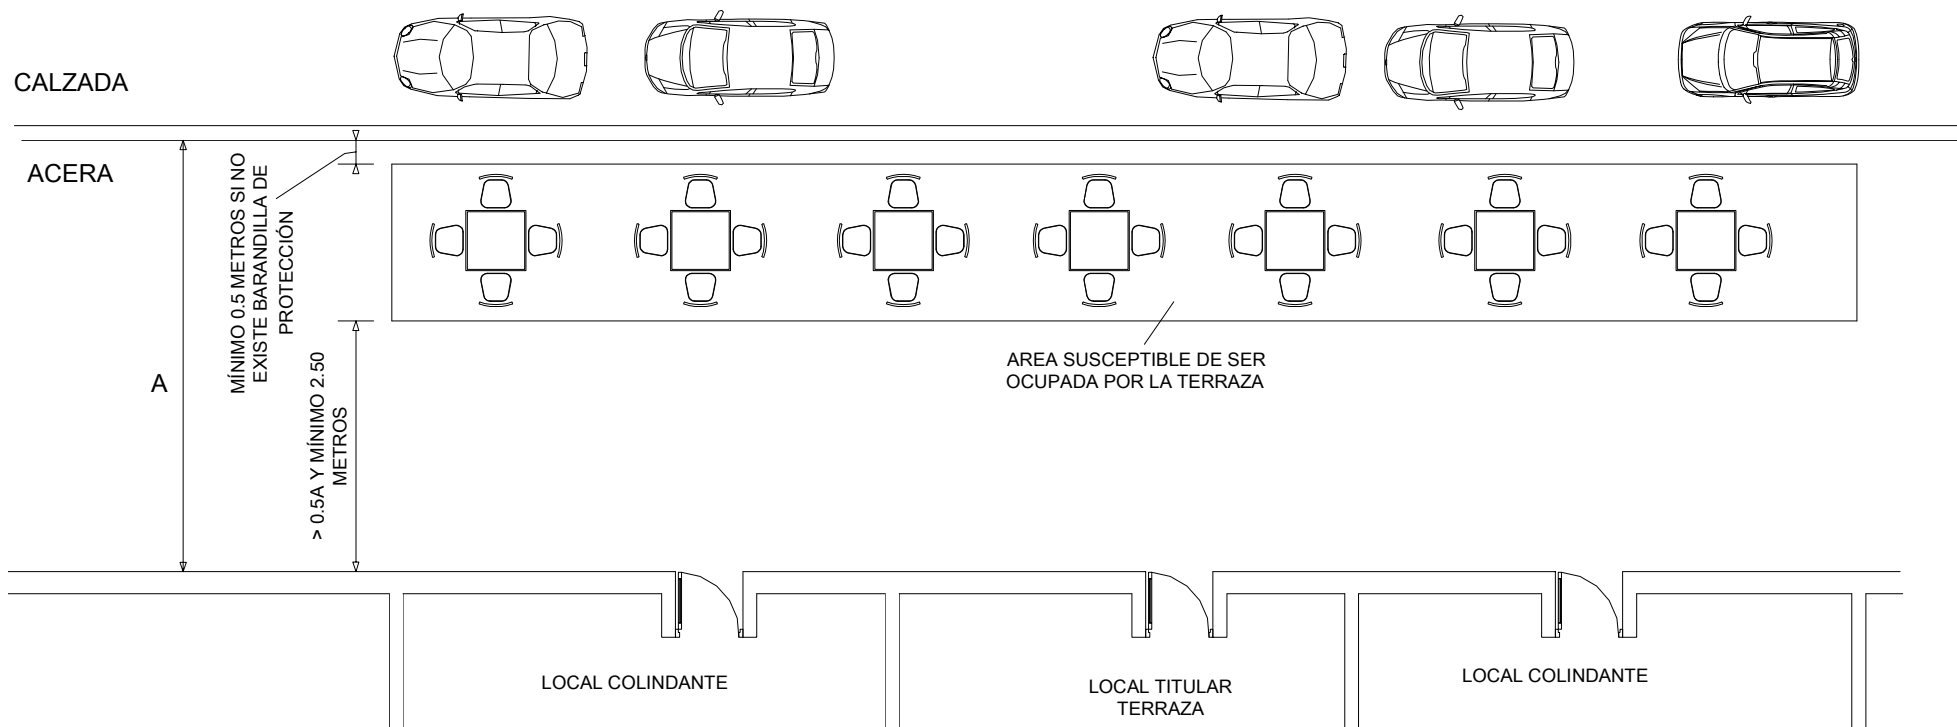 CALZADA
ACERA
MÍNIMO 0.5 METROS SI NO
EXISTE BARANDILLA DE
PROTECCIÓN
A
> 0.5A Y MÍNIMO 2.50
METROS
AREA SUSCEPTIBLE DE SER
OCUPADA POR LA TERRAZA
LOCAL COLINDANTE
LOCAL TITULAR
TERRAZA
LOCAL COLINDANTE